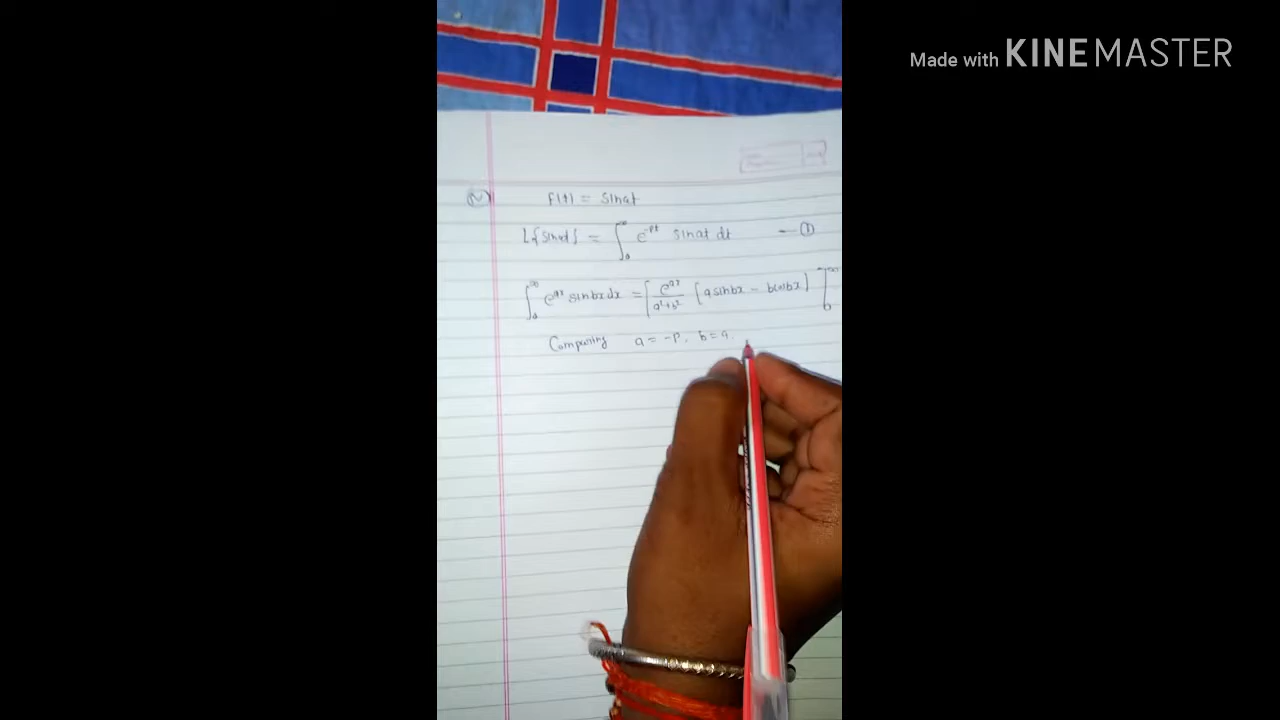 Made with KINEMASTER
F(t) = sinat
L{sinat} = ∫₀^∞ e^-pt sinat dt — ①
∫₀^∞ e^ax sinbx dx = [ e^ax / a²+b² [ a sinbx - b cosbx ] ]₀^∞
Comparing a = -P, b = a.